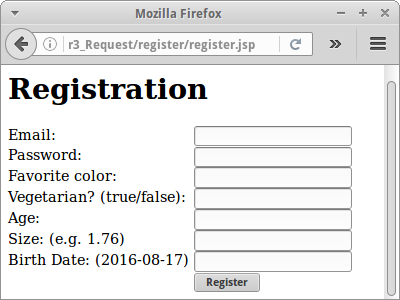 Mozilla Firefox
r3_Request/register/register.jsp
Registration
Email:
Password:
Favorite color:
Vegetarian? (true/false):
Age:
Size: (e.g. 1.76)
Birth Date: (2016-08-17)
Register